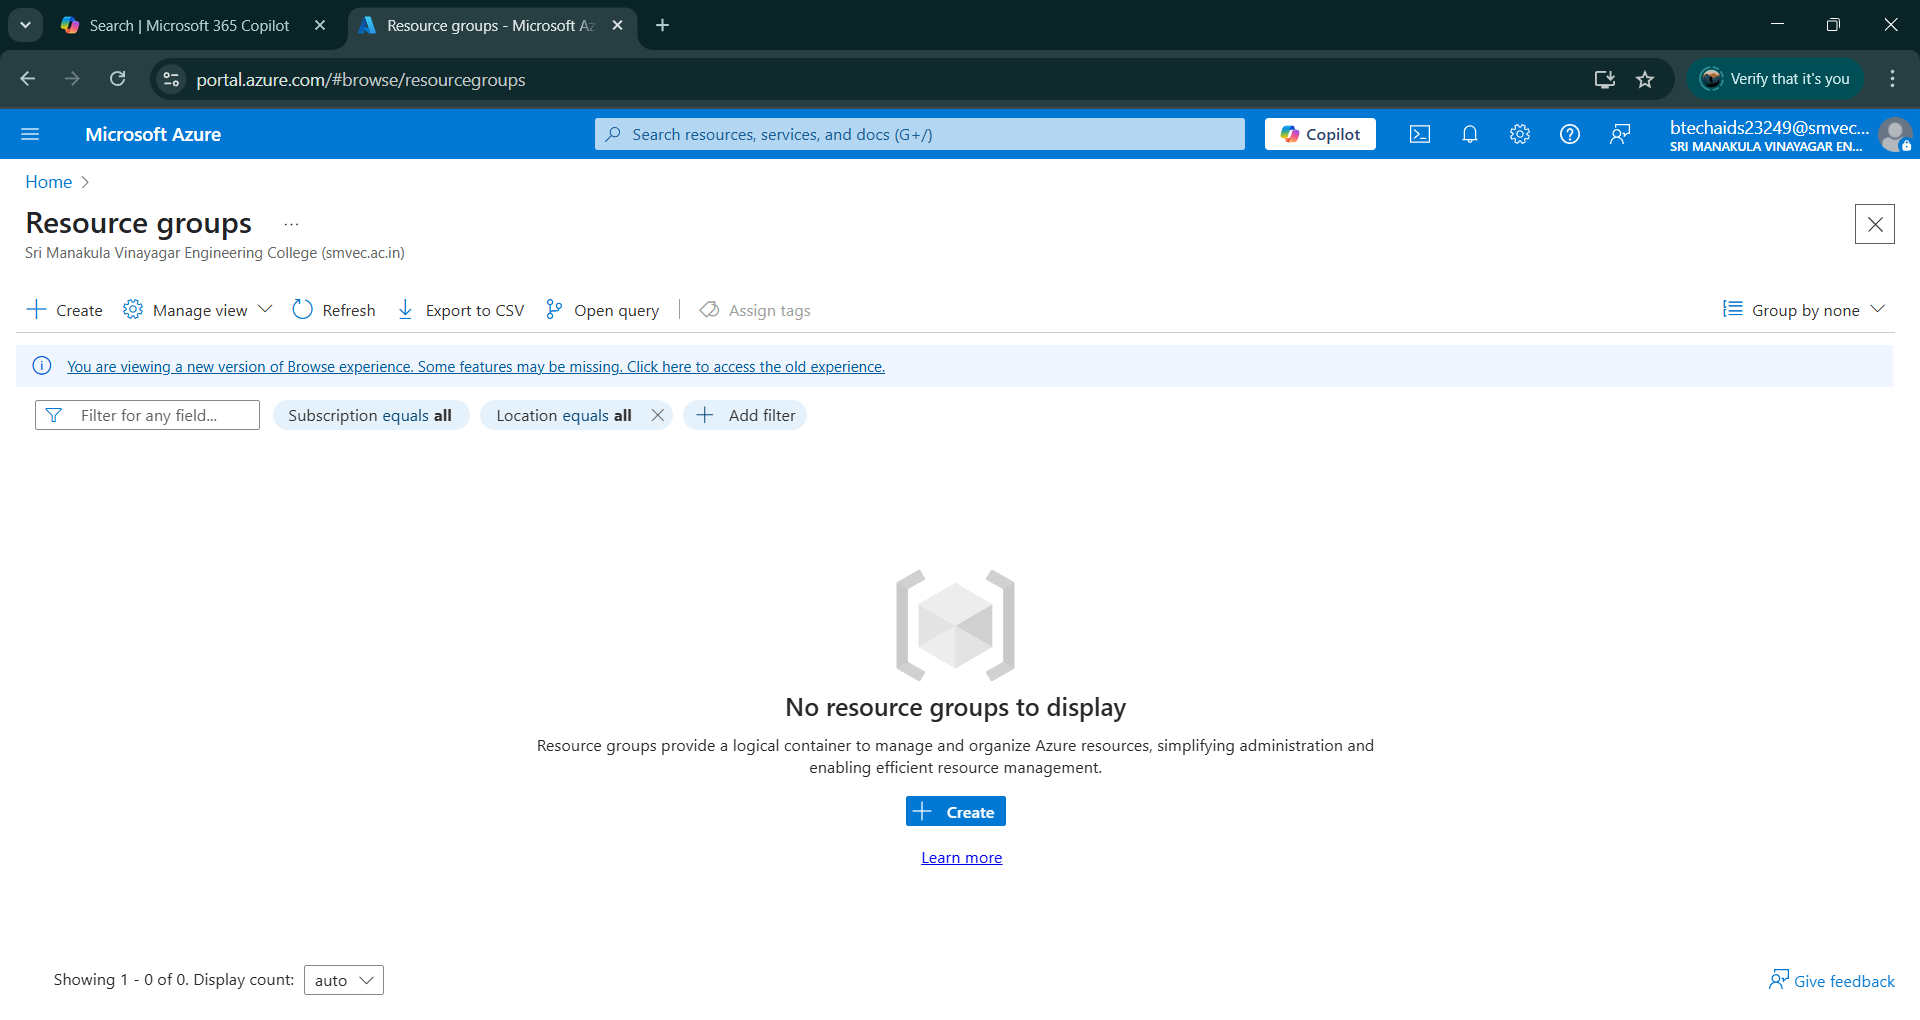 Search | Microsoft 365 Copilot
Resource groups - Microsoft Az
portal.azure.com/#browse/resourcegroups
Verify that it's you
Microsoft Azure
Search resources, services, and docs (G+/)
Copilot
btechaids23249@smvec...
SRI MANAKULA VINAYAGAR EN...
Home
Resource groups ...
Sri Manakula Vinayagar Engineering College (smvec.ac.in)
Create Manage view Refresh Export to CSV Open query Assign tags Group by none
You are viewing a new version of Browse experience. Some features may be missing. Click here to access the old experience.
Filter for any field... Subscription equals all Location equals all Add filter
No resource groups to display
Resource groups provide a logical container to manage and organize Azure resources, simplifying administration and
enabling efficient resource management.
Create
Learn more
Showing 1 - 0 of 0. Display count: auto
Give feedback